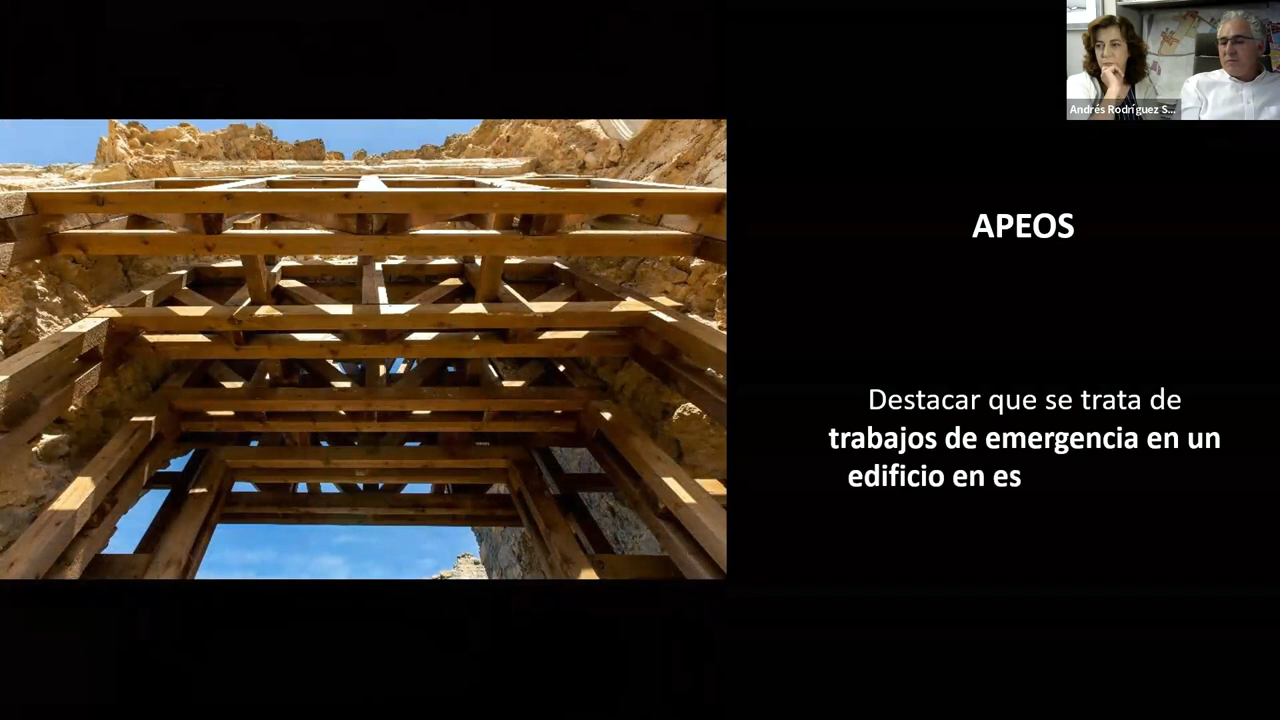 Andrés Rodríguez S...
APEOS
Destacar que se trata de
trabajos de emergencia en un
edificio en es